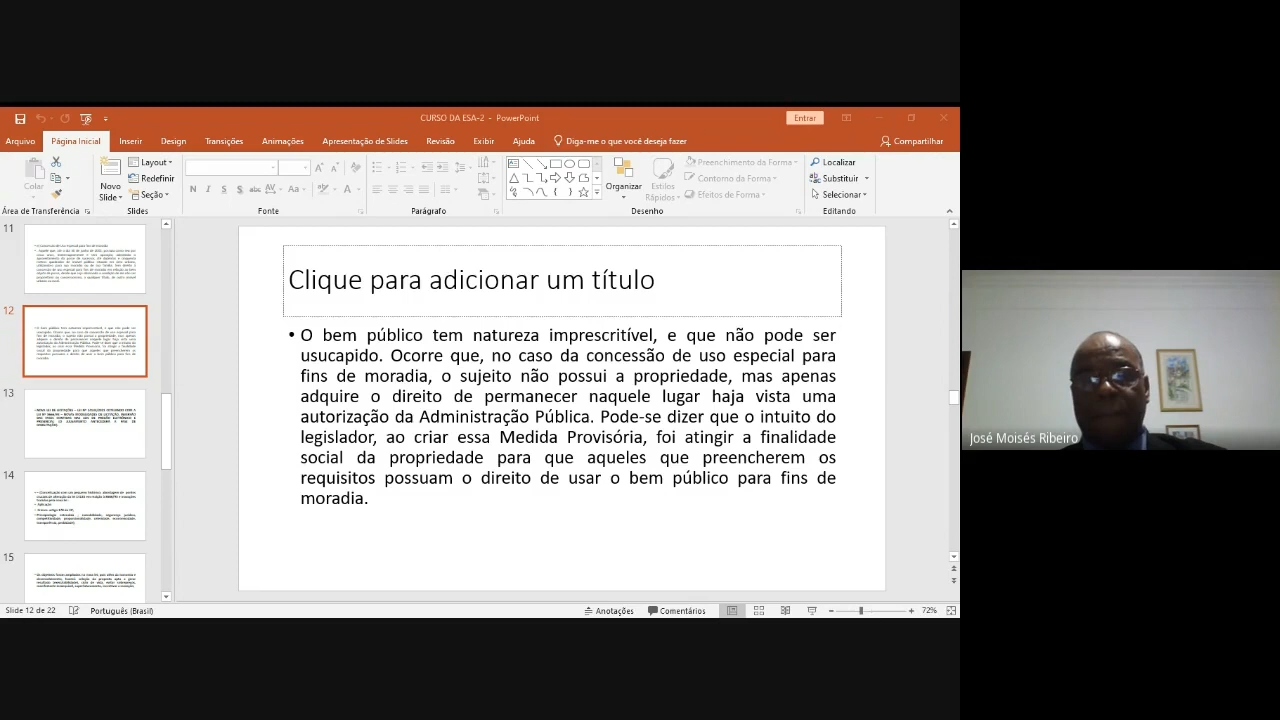 CURSO DA ESA-2 - PowerPoint
Entrar
Arquivo Página Inicial Inserir Design Transições Animações Apresentação de Slides Revisão Exibir Ajuda Diga-me o que você deseja fazer Compartilhar
Colar
Novo Slide
Layout
Redefinir
Seção
N I S S abc AV Aa A
Organizar
Estilos Rápidos
Preenchimento da Forma
Contorno da Forma
Efeitos de Forma
Localizar
Substituir
Selecionar
Área de Transferência Slides Fonte Parágrafo Desenho Editando
11
12
13
14
15
Clique para adicionar um título
• O bem público tem natureza imprescritível, e que não pode ser
usucapido. Ocorre que, no caso da concessão de uso especial para
fins de moradia, o sujeito não possui a propriedade, mas apenas
adquire o direito de permanecer naquele lugar haja vista uma
autorização da Administração Pública. Pode-se dizer que o intuito do
legislador, ao criar essa Medida Provisória, foi atingir a finalidade
social da propriedade para que aqueles que preencherem os
requisitos possuam o direito de usar o bem público para fins de
moradia.
José Moisés Ribeiro
Slide 12 de 22 Português (Brasil) Anotações Comentários 72%